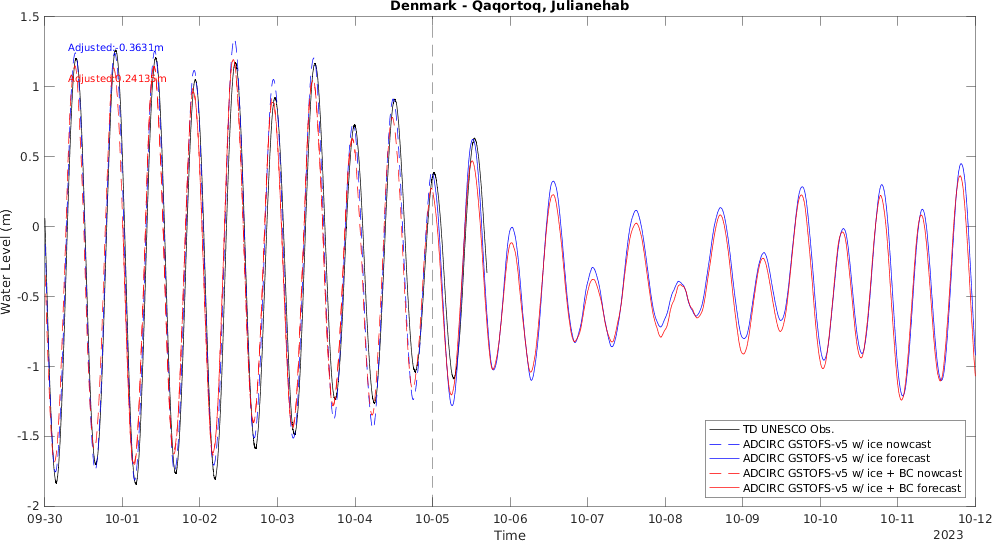 Denmark - Qaqortoq, Julianehab
1.5
Adjusted:-0.3631m
Adjusted:0.24135m
1
0.5
0
-0.5
-1
-1.5
-2
Water Level (m)
TD UNESCO Obs.
ADCIRC GSTOFS-v5 w/ ice nowcast
ADCIRC GSTOFS-v5 w/ ice forecast
ADCIRC GSTOFS-v5 w/ ice + BC nowcast
ADCIRC GSTOFS-v5 w/ ice + BC forecast
09-30 10-01 10-02 10-03 10-04 10-05 10-06 10-07 10-08 10-09 10-10 10-11 10-12
Time
2023